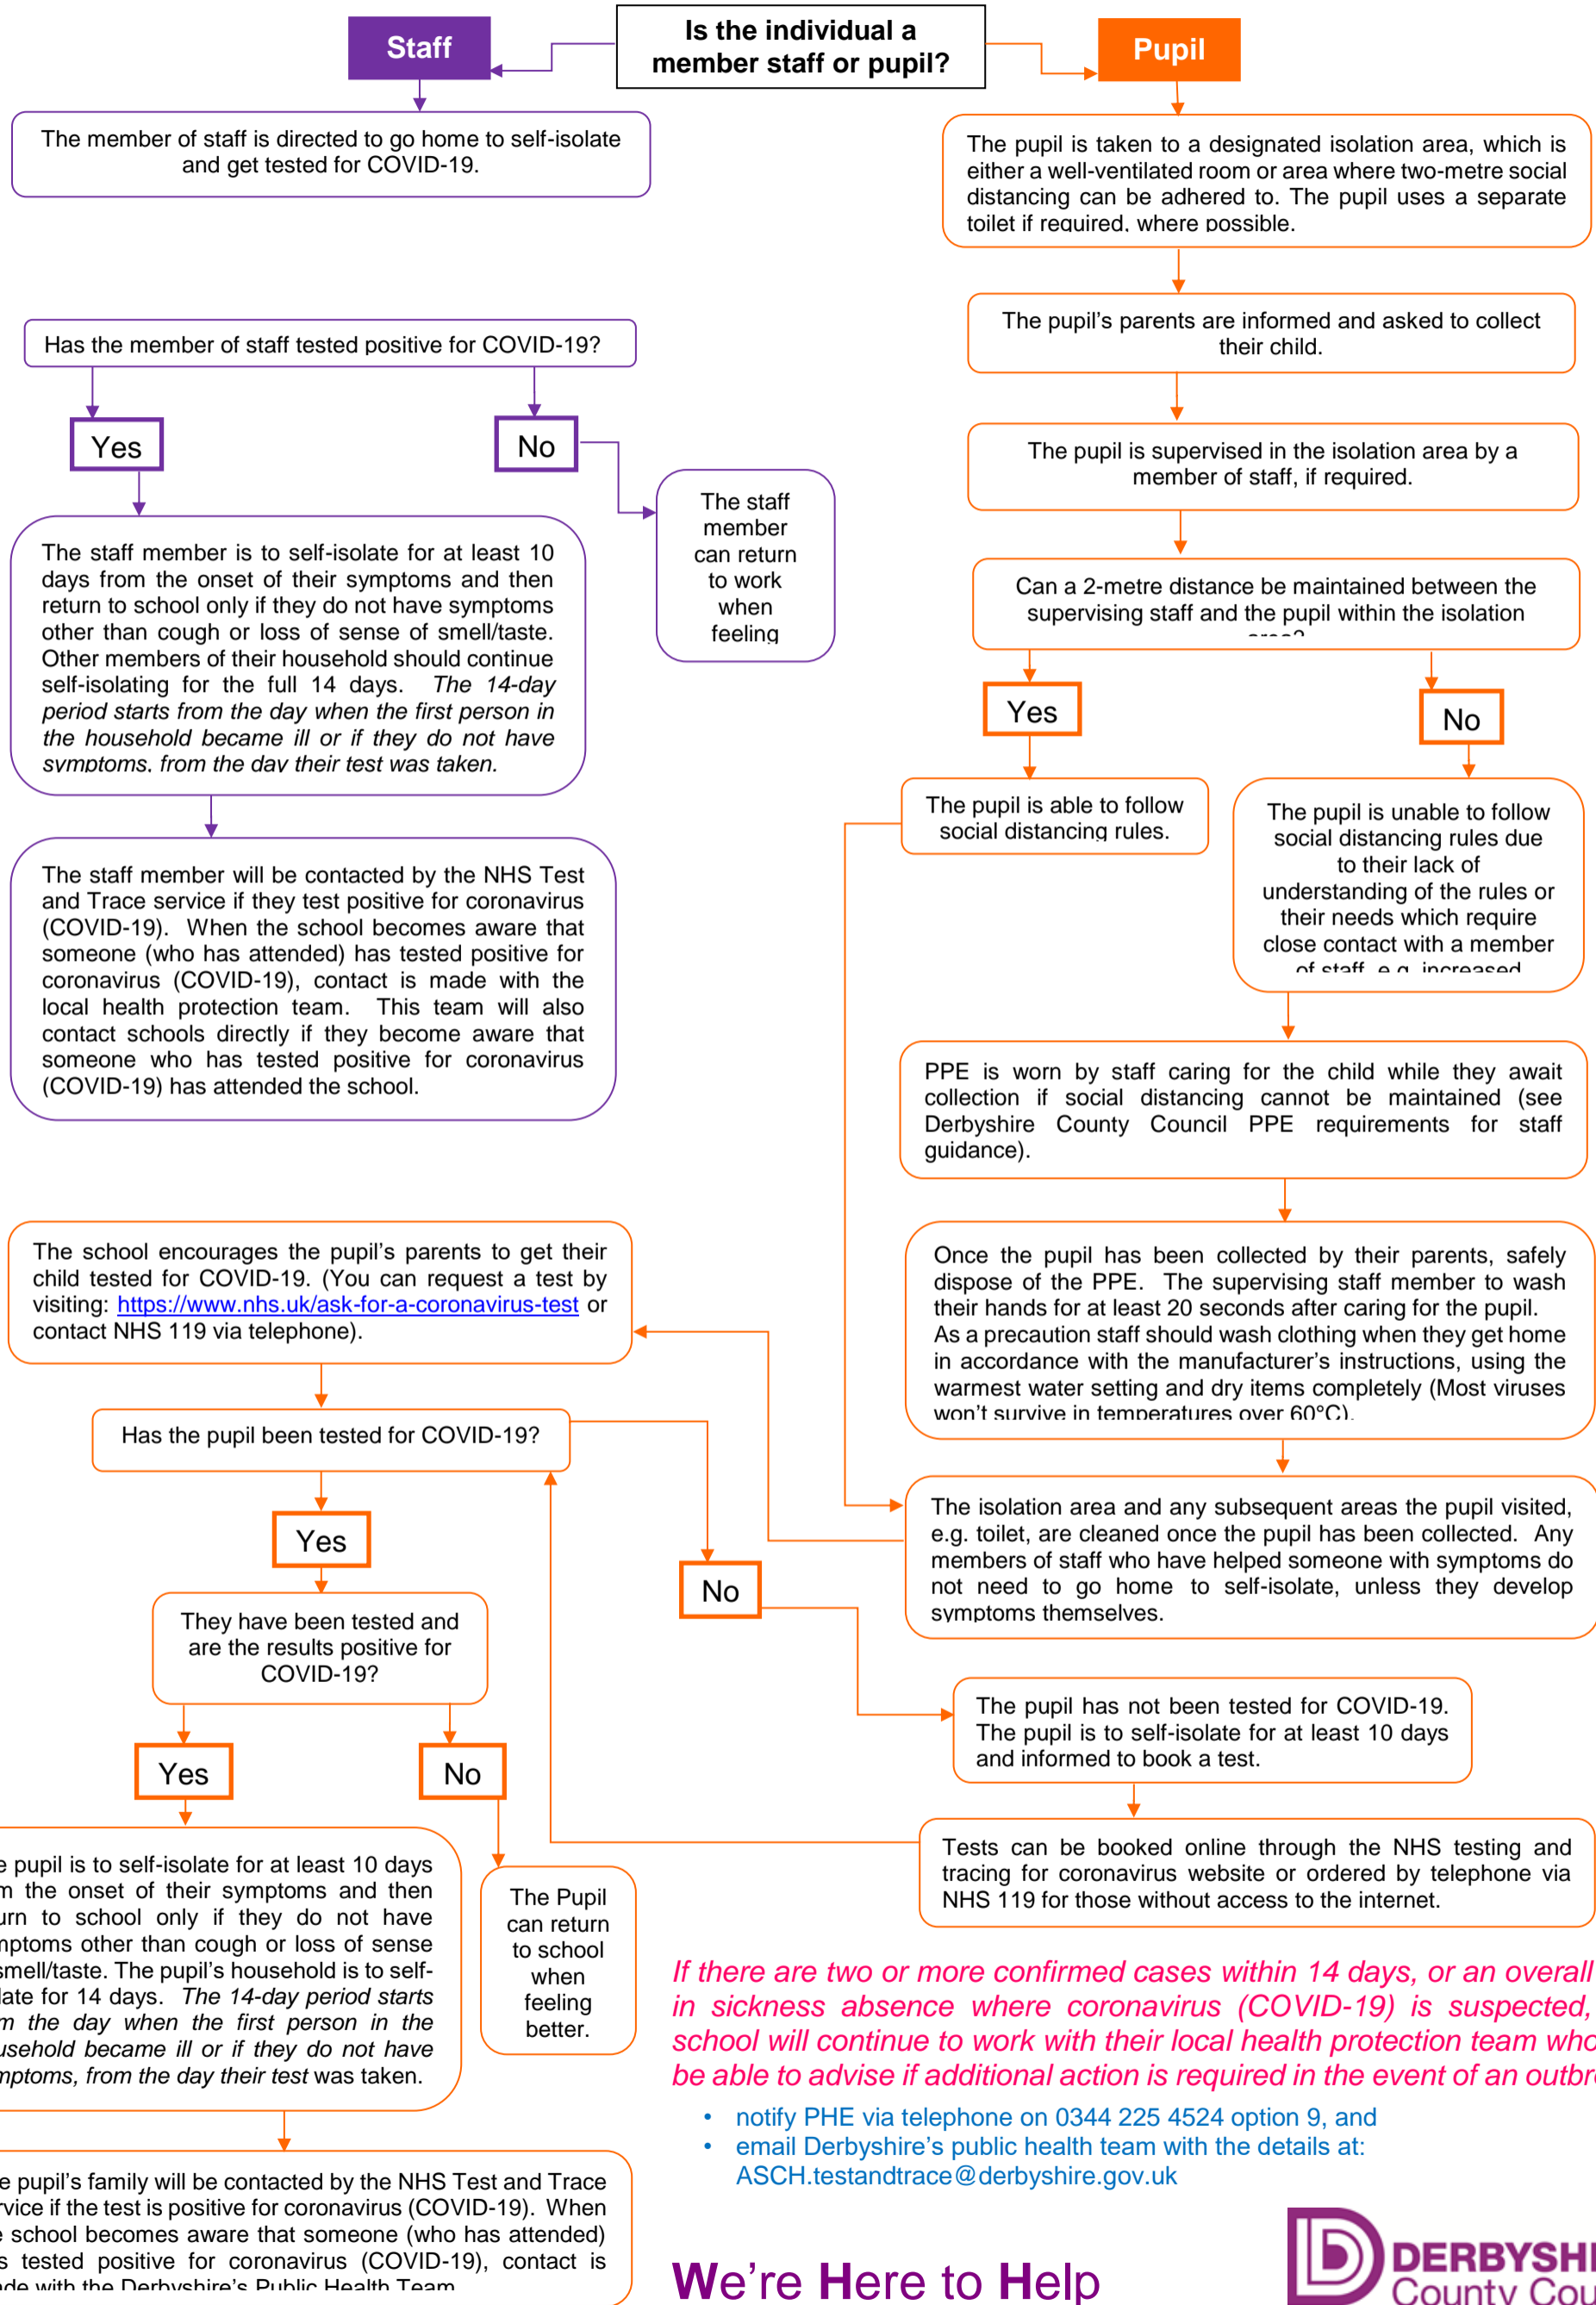 Is the individual a
member staff or pupil?
Staff
The member of staff is directed to go home to self-isolate
and get tested for COVID-19.
Has the member of staff tested positive for COVID-19?
Yes
No
The staff
member
can return
to work
when
feeling
The staff member is to self-isolate for at least 10
days from the onset of their symptoms and then
return to school only if they do not have symptoms
other than cough or loss of sense of smell/taste.
Other members of their household should continue
self-isolating for the full 14 days. The 14-day
period starts from the day when the first person in
the household became ill or if they do not have
symptoms, from the day their test was taken.
The staff member will be contacted by the NHS Test
and Trace service if they test positive for coronavirus
(COVID-19). When the school becomes aware that
someone (who has attended) has tested positive for
coronavirus (COVID-19), contact is made with the
local health protection team. This team will also
contact schools directly if they become aware that
someone who has tested positive for coronavirus
(COVID-19) has attended the school.
Pupil
The pupil is taken to a designated isolation area, which is
either a well-ventilated room or area where two-metre social
distancing can be adhered to. The pupil uses a separate
toilet if required, where possible.
The pupil's parents are informed and asked to collect
their child.
The pupil is supervised in the isolation area by a
member of staff, if required.
Can a 2-metre distance be maintained between the
supervising staff and the pupil within the isolation
area?
Yes
No
The pupil is able to follow
social distancing rules.
The pupil is unable to follow
social distancing rules due
to their lack of
understanding of the rules or
their needs which require
close contact with a member
of staff, e.g. increased
PPE is worn by staff caring for the child while they await
collection if social distancing cannot be maintained (see
Derbyshire County Council PPE requirements for staff
guidance).
Once the pupil has been collected by their parents, safely
dispose of the PPE. The supervising staff member to wash
their hands for at least 20 seconds after caring for the pupil.
As a precaution staff should wash clothing when they get home
in accordance with the manufacturer's instructions, using the
warmest water setting and dry items completely (Most viruses
won't survive in temperatures over 60°C).
The isolation area and any subsequent areas the pupil visited,
e.g. toilet, are cleaned once the pupil has been collected. Any
members of staff who have helped someone with symptoms do
not need to go home to self-isolate, unless they develop
symptoms themselves.
The school encourages the pupil's parents to get their
child tested for COVID-19. (You can request a test by
visiting: https://www.nhs.uk/ask-for-a-coronavirus-test or
contact NHS 119 via telephone).
Has the pupil been tested for COVID-19?
Yes
No
They have been tested and
are the results positive for
COVID-19?
The pupil has not been tested for COVID-19.
The pupil is to self-isolate for at least 10 days
and informed to book a test.
Tests can be booked online through the NHS testing and
tracing for coronavirus website or ordered by telephone via
NHS 119 for those without access to the internet.
Yes
No
e pupil is to self-isolate for at least 10 days
m the onset of their symptoms and then
urn to school only if they do not have
mptoms other than cough or loss of sense
smell/taste. The pupil's household is to self-
late for 14 days. The 14-day period starts
m the day when the first person in the
usehold became ill or if they do not have
mptoms, from the day their test was taken.
The Pupil
can return
to school
when
feeling
better.
e pupil's family will be contacted by the NHS Test and Trace
rvice if the test is positive for coronavirus (COVID-19). When
e school becomes aware that someone (who has attended)
s tested positive for coronavirus (COVID-19), contact is
ade with the Derbyshire's Public Health Team
If there are two or more confirmed cases within 14 days, or an overall
in sickness absence where coronavirus (COVID-19) is suspected,
school will continue to work with their local health protection team who
be able to advise if additional action is required in the event of an outbr
• notify PHE via telephone on 0344 225 4524 option 9, and
• email Derbyshire's public health team with the details at:
ASCH.testandtrace@derbyshire.gov.uk
We're Here to Help
DERBYSHI
County Cou